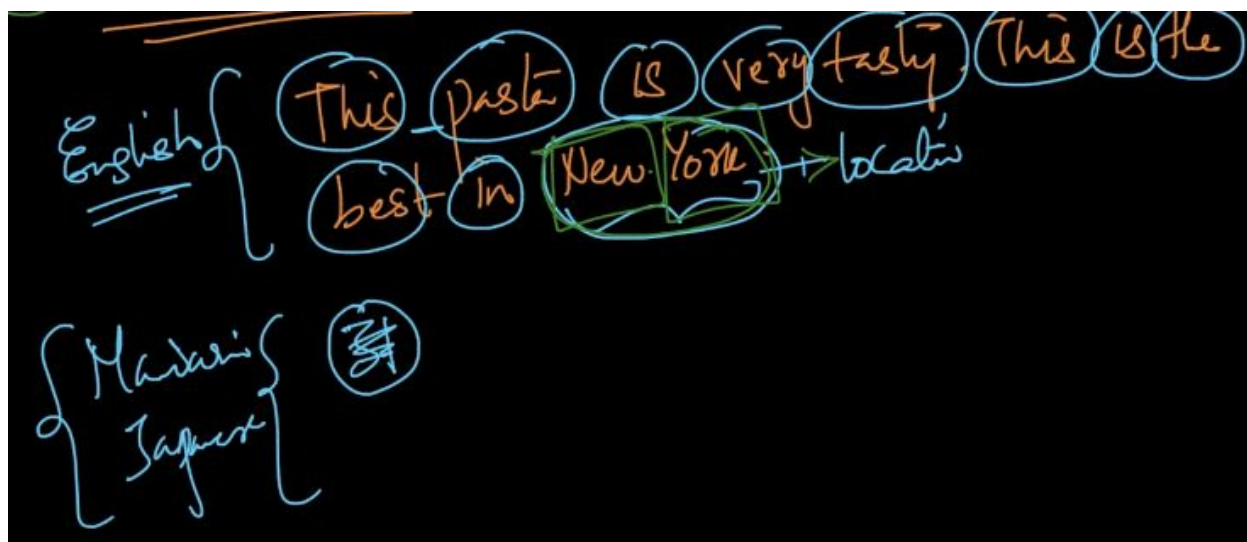 English { This pasta is very tasty. This is the
best in New York → location
{ Mandarin {
Japanese